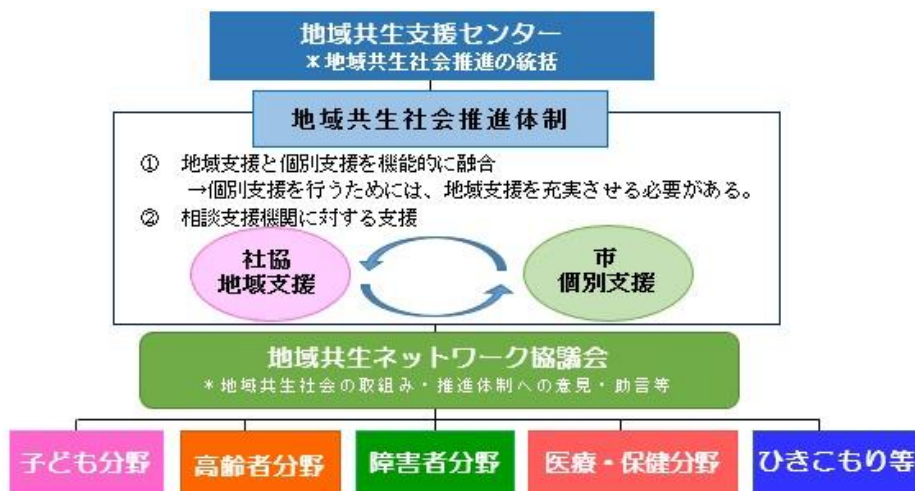 地域共生支援センター
*地域共生社会推進の統括
地域共生社会推進体制
① 地域支援と個別支援を機能的に融合
→個別支援を行うためには、地域支援を充実させる必要がある。
② 相談支援機関に対する支援
社協
地域支援
市
個別支援
地域共生ネットワーク協議会
*地域共生社会の取組み・推進体制への意見・助言等
子ども分野
高齢者分野
障害者分野
医療・保健分野
ひきこもり等